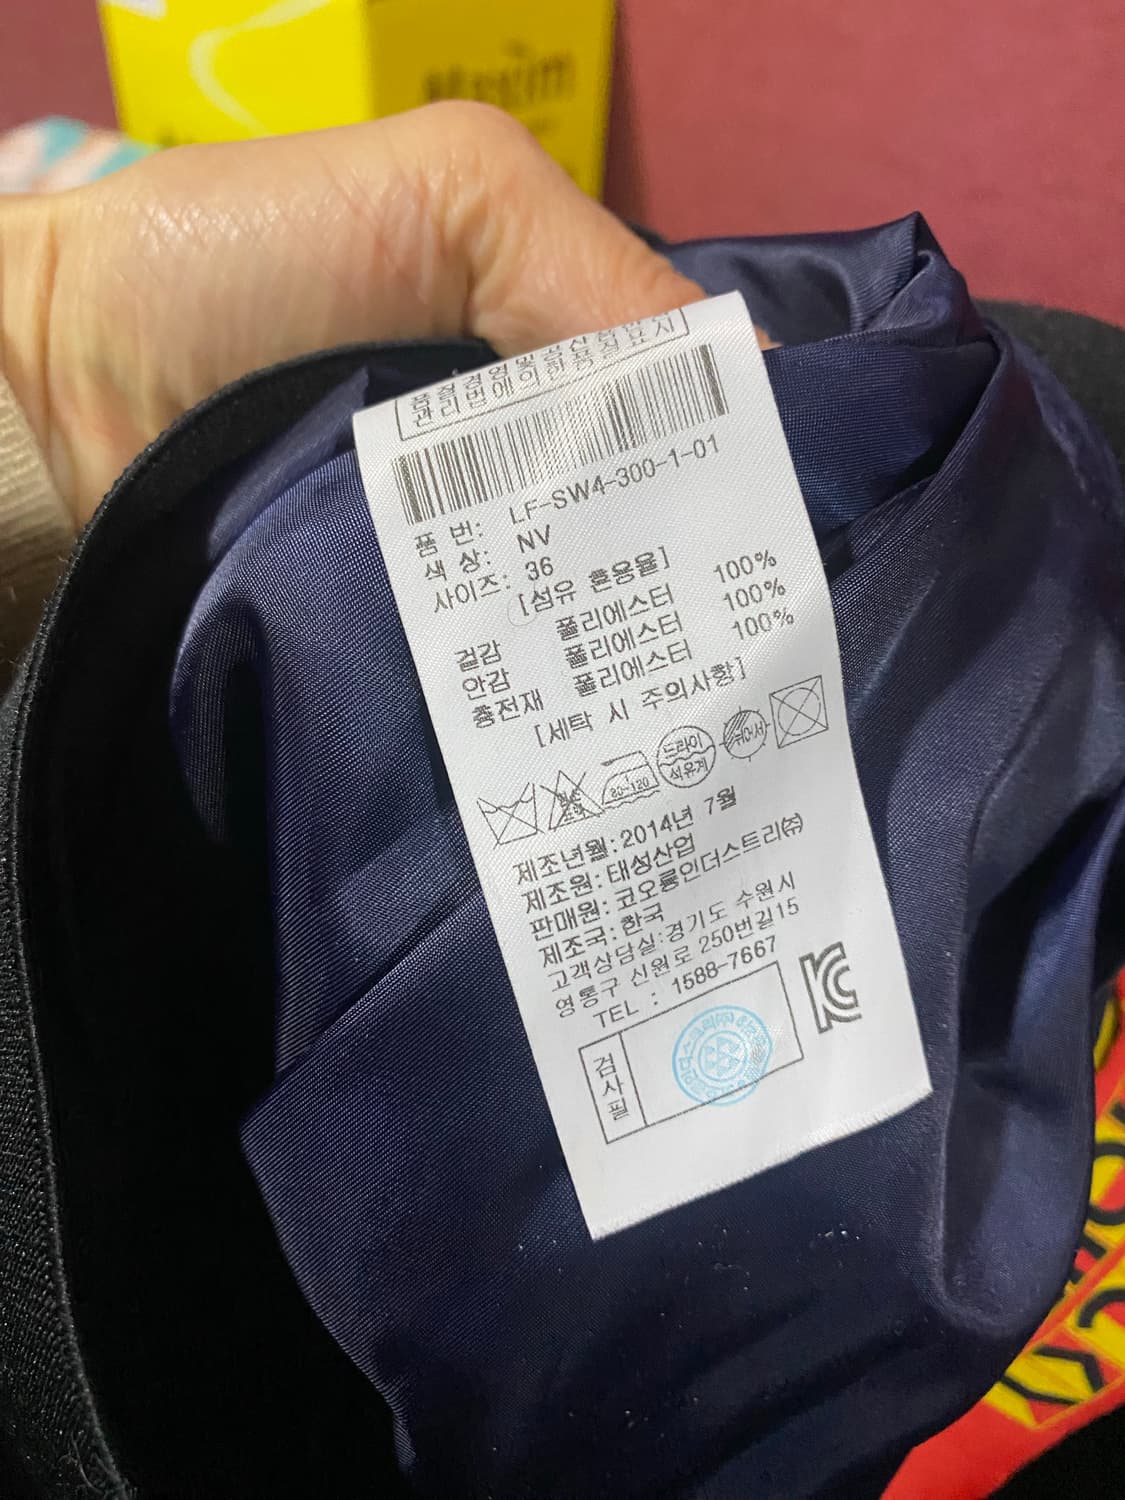 Maxim
품질경영및공산품안전
관리법에의한품질표시
품 번: LF-SW4-300-1-01
색 상: NV
사이즈: 36
[섬유 혼용율]
겉감 폴리에스터 100%
안감 폴리에스터 100%
충전재 폴리에스터 100%
[세탁 시 주의사항]
80~120
드라이
석유계
뉘어서
제조년월:2014년 7월
제조원:태성산업
판매원:코오롱인더스트리㈜
제조국:한국
고객상담실:경기도 수원시
영통구 신원로 250번길15
TEL : 1588-7667
검사필
KC